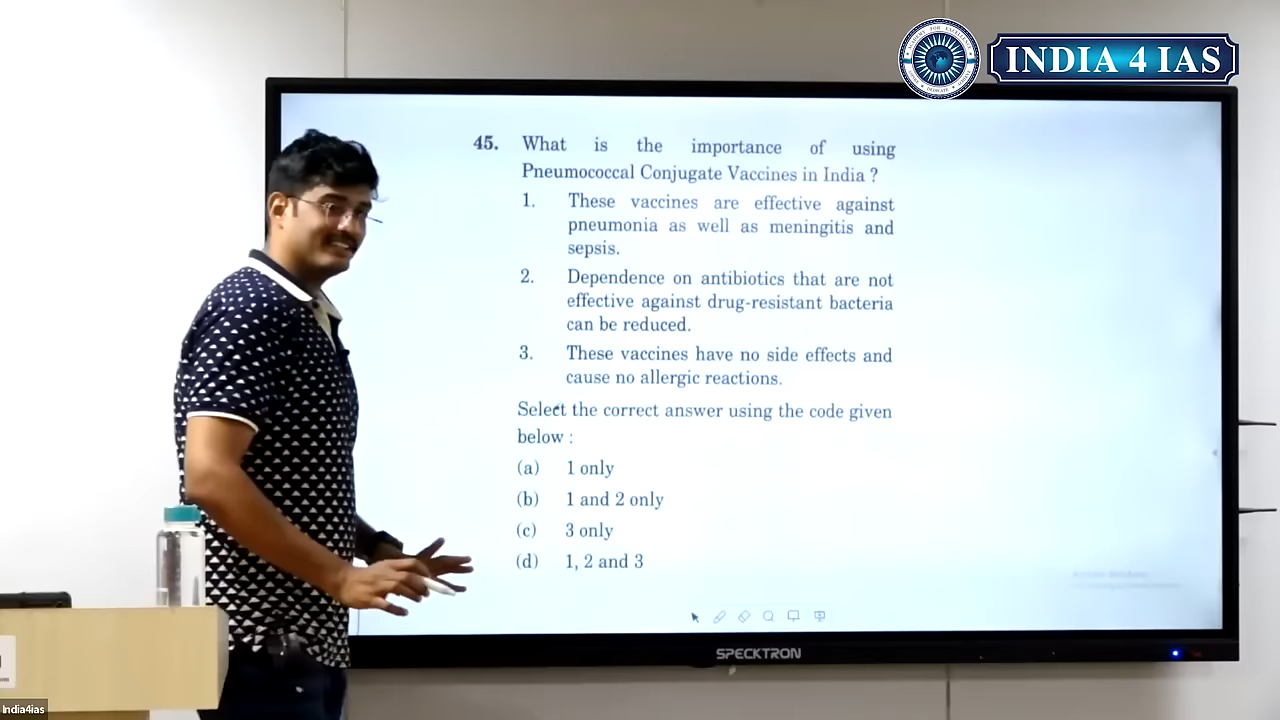 INDIA 4 IAS
45. What is the importance of using
Pneumococcal Conjugate Vaccines in India ?
1. These vaccines are effective against
pneumonia as well as meningitis and
sepsis.
2. Dependence on antibiotics that are not
effective against drug-resistant bacteria
can be reduced.
3. These vaccines have no side effects and
cause no allergic reactions.
Select the correct answer using the code given
below :
(a) 1 only
(b) 1 and 2 only
(c) 3 only
(d) 1, 2 and 3
SPECKTRON
India4ias